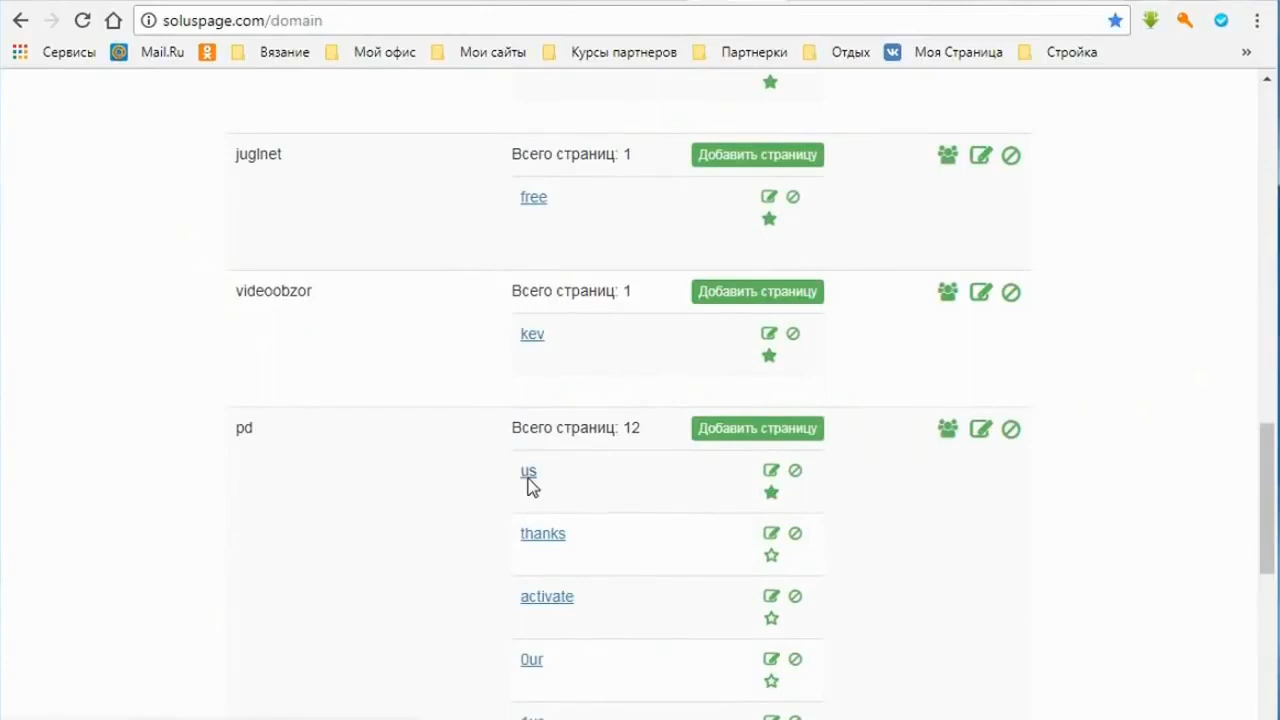 soluspage.com/domain
Сервисы Mail.Ru Вязание Мой офис Мои сайты Курсы партнеров Партнерки Отдых Моя Страница Стройка »
juglnet Всего страниц: 1 Добавить страницу
free
videoobzor Всего страниц: 1 Добавить страницу
kev
pd Всего страниц: 12 Добавить страницу
us
thanks
activate
0ur